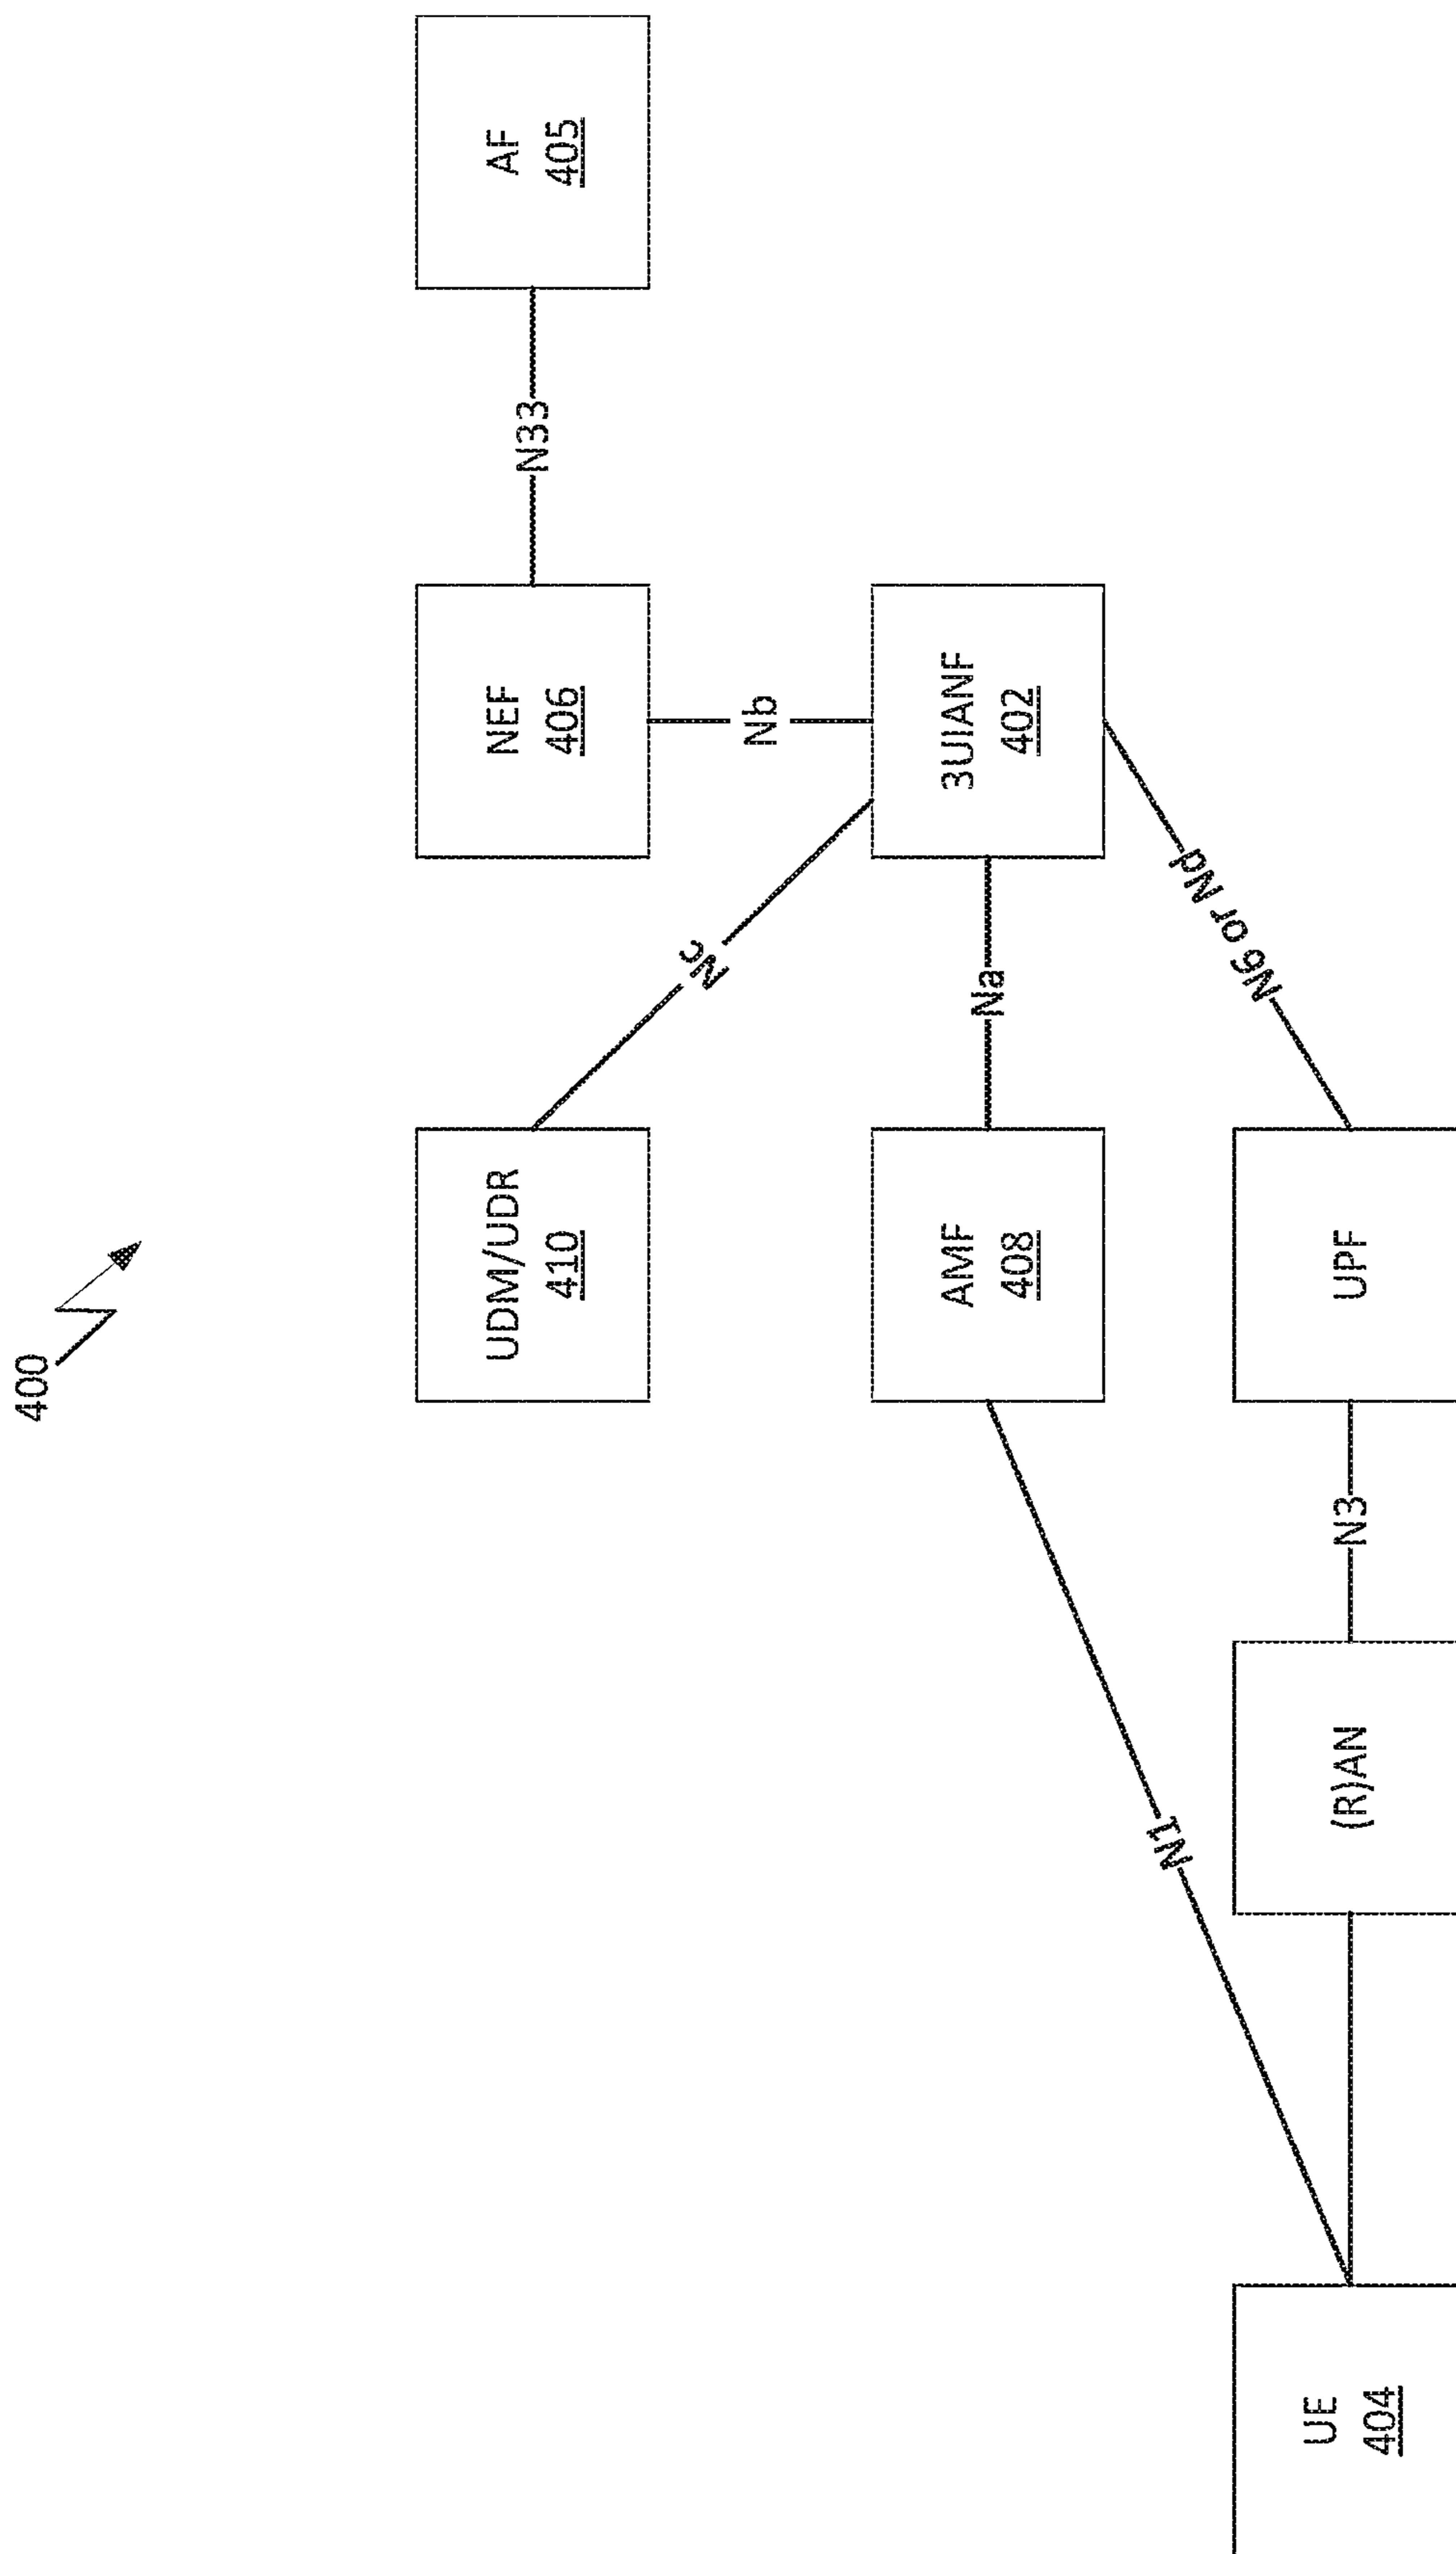 400
UDM/UDR
410
NEF
406
N33
AF
405
Nc
Nb
AMF
408
Na
3UIANF
402
N1
N6 or Nd
UE
404
(R)AN
N3
UPF